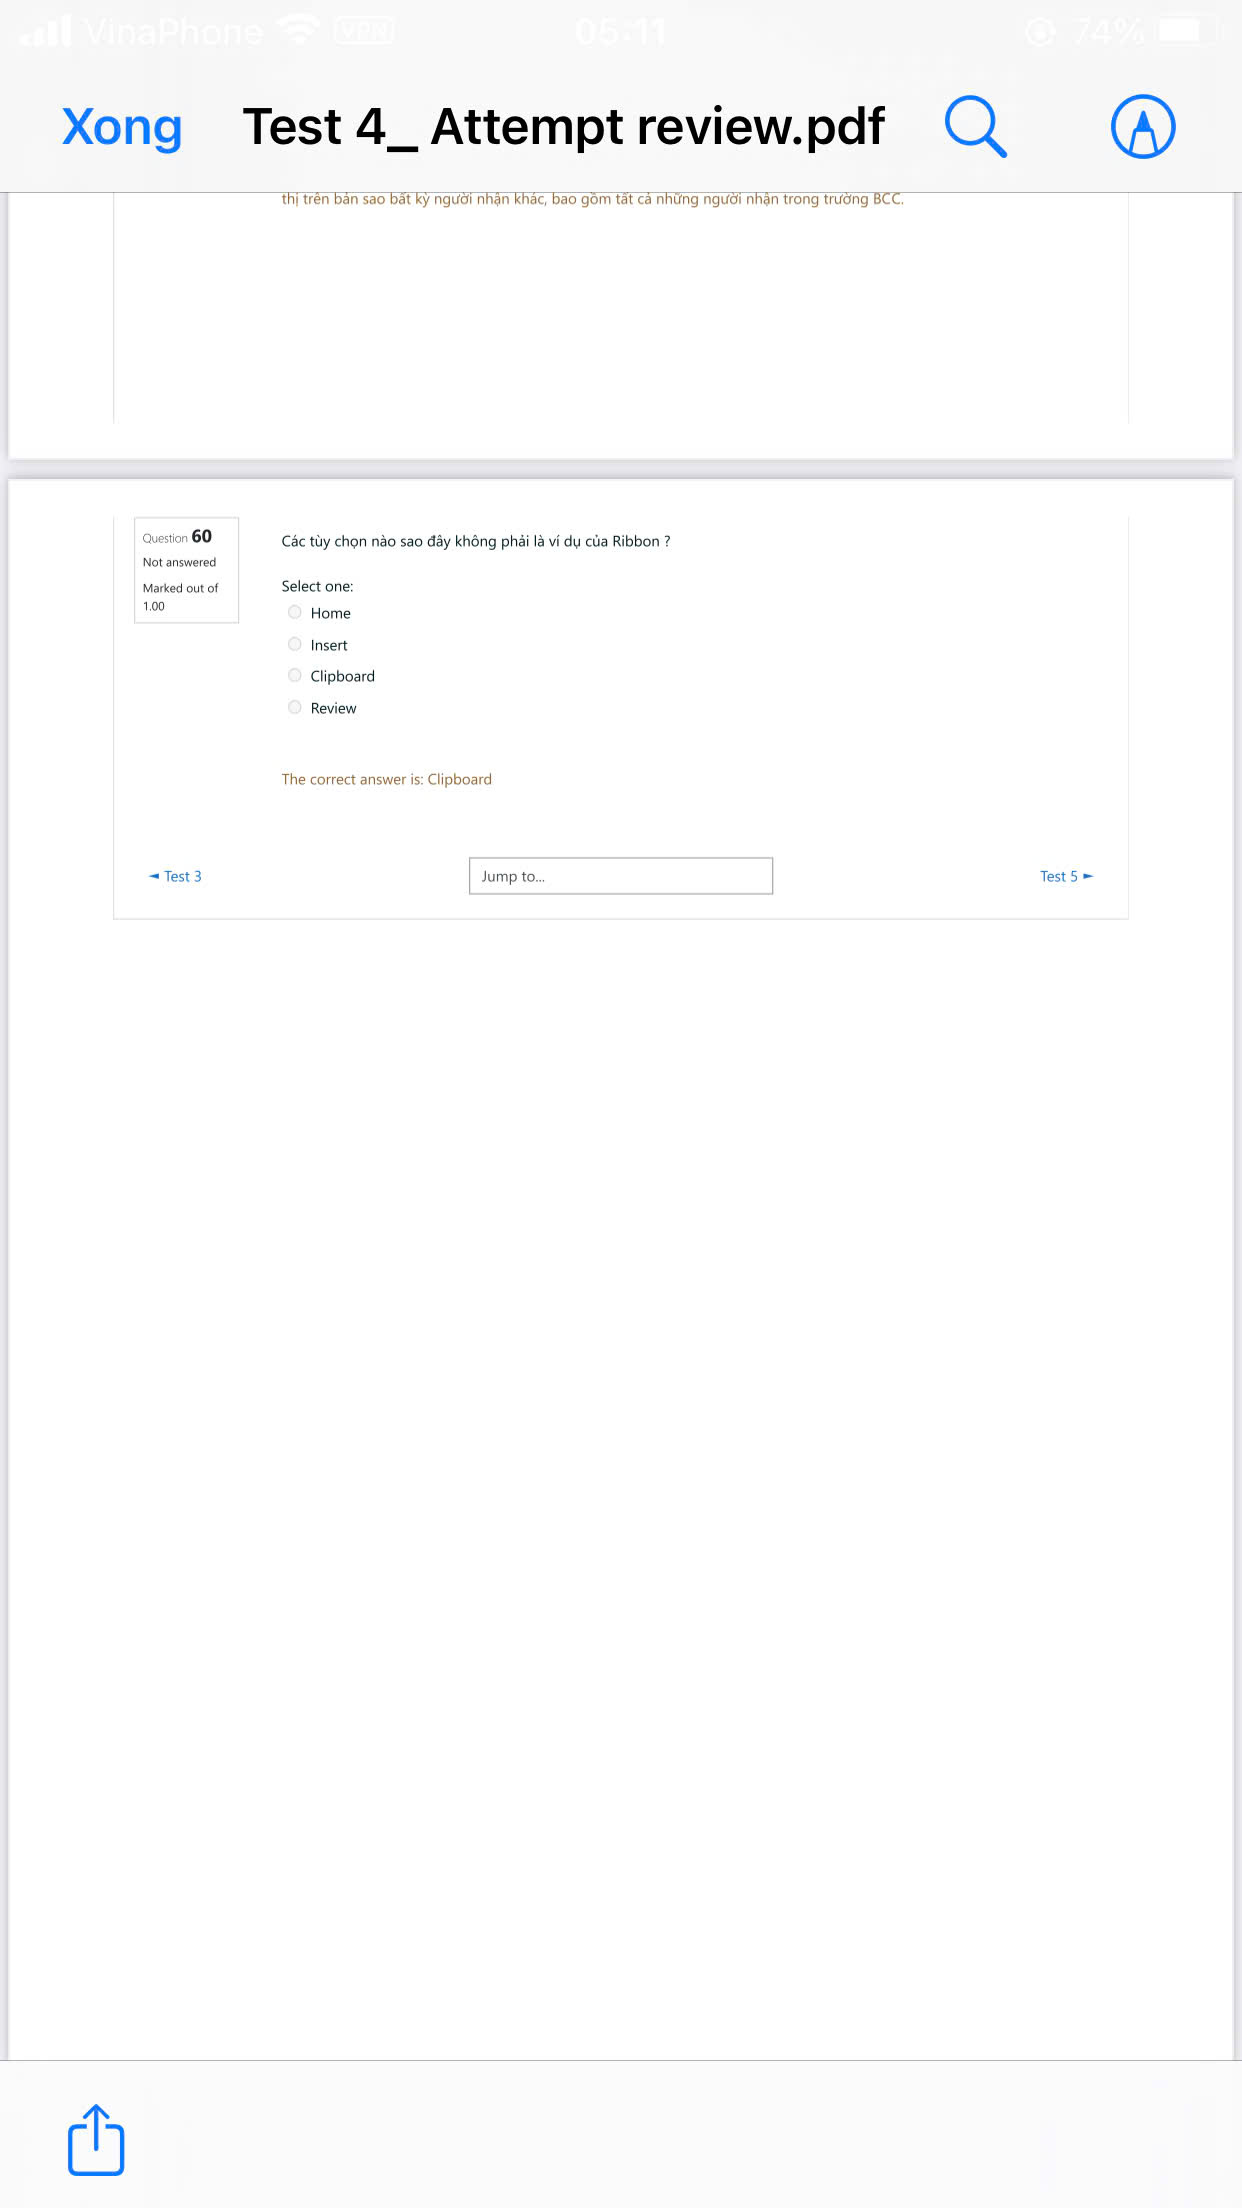 VinaPhone VPN 05:11 74%
Xong Test 4_ Attempt review.pdf
thị trên bản sao bất kỳ người nhận khác, bao gồm tất cả những người nhận trong trường BCC.
Question 60
Not answered
Marked out of
1.00
Các tùy chọn nào sao đây không phải là ví dụ của Ribbon ?
Select one:
Home
Insert
Clipboard
Review
The correct answer is: Clipboard
◄ Test 3
Jump to...
Test 5 ►